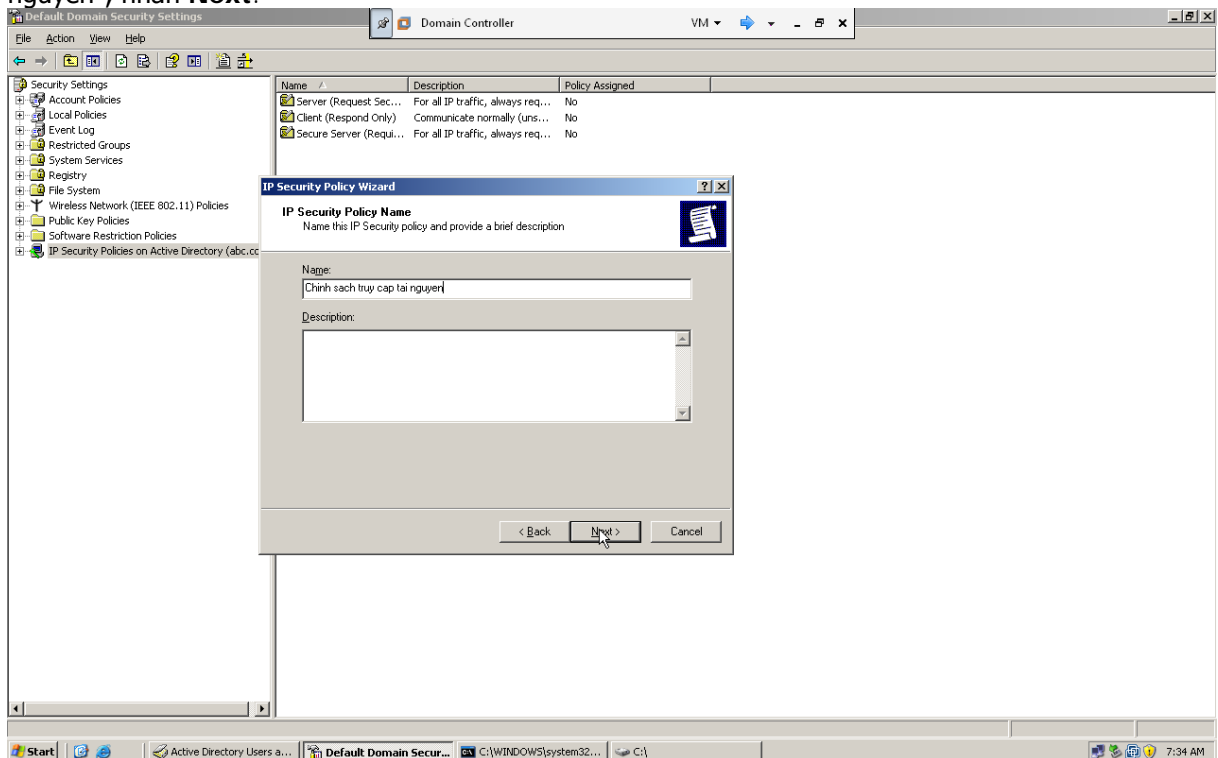 nguyen", nhấn Next.
Default Domain Security Settings
Domain Controller
VM
File Action View Help
Security Settings
Account Policies
Local Policies
Event Log
Restricted Groups
System Services
Registry
File System
Wireless Network (IEEE 802.11) Policies
Public Key Policies
Software Restriction Policies
IP Security Policies on Active Directory (abc.cc
Name Description Policy Assigned
Server (Request Sec... For all IP traffic, always req... No
Client (Respond Only) Communicate normally (uns... No
Secure Server (Requi... For all IP traffic, always req... No
IP Security Policy Wizard
IP Security Policy Name
Name this IP Security policy and provide a brief description
Name:
Chinh sach truy cap tai nguyen
Description:
< Back Next > Cancel
Start Active Directory Users a... Default Domain Secur... C:\WINDOWS\system32... C:\ 7:34 AM